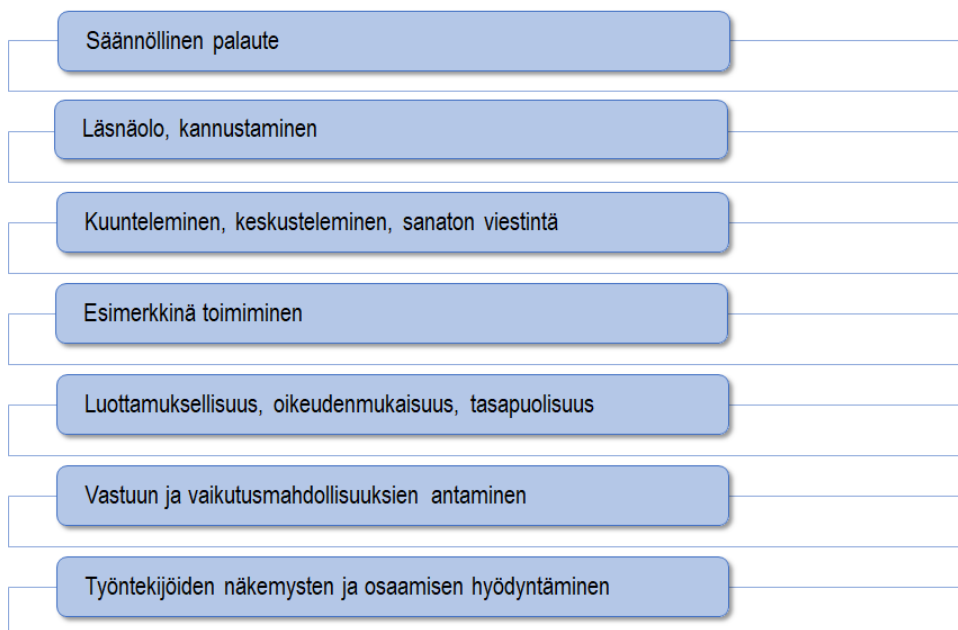 Säännöllinen palaute
Läsnäolo, kannustaminen
Kuunteleminen, keskusteleminen, sanaton viestintä
Esimerkkinä toimiminen
Luottamuksellisuus, oikeudenmukaisuus, tasapuolisuus
Vastuun ja vaikutusmahdollisuuksien antaminen
Työntekijöiden näkemysten ja osaamisen hyödyntäminen